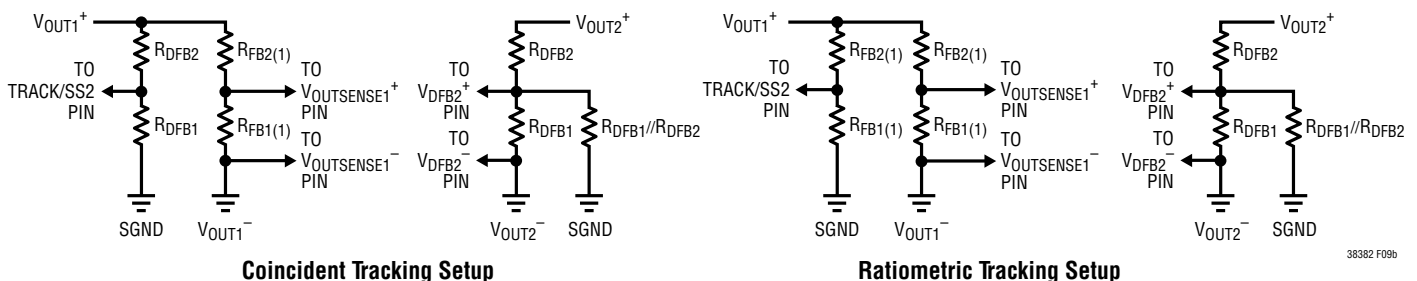 VOUT1+
RDFB2
RFB2(1)
TO
TRACK/SS2
PIN
TO
VOUTSENSE1+
PIN
RDFB1
RFB1(1)
TO
VOUTSENSE1–
PIN
SGND
VOUT1–
VOUT2+
RDFB2
TO
VDFB2+
PIN
RDFB1
RDFB1//RDFB2
TO
VDFB2–
PIN
VOUT2–
SGND
Coincident Tracking Setup
VOUT1+
RFB2(1)
RFB2(1)
TO
TRACK/SS2
PIN
TO
VOUTSENSE1+
PIN
RFB1(1)
RFB1(1)
TO
VOUTSENSE1–
PIN
SGND
VOUT1–
VOUT2+
RDFB2
TO
VDFB2+
PIN
RDFB1
RDFB1//RDFB2
TO
VDFB2–
PIN
VOUT2–
SGND
Ratiometric Tracking Setup
38382 F09b